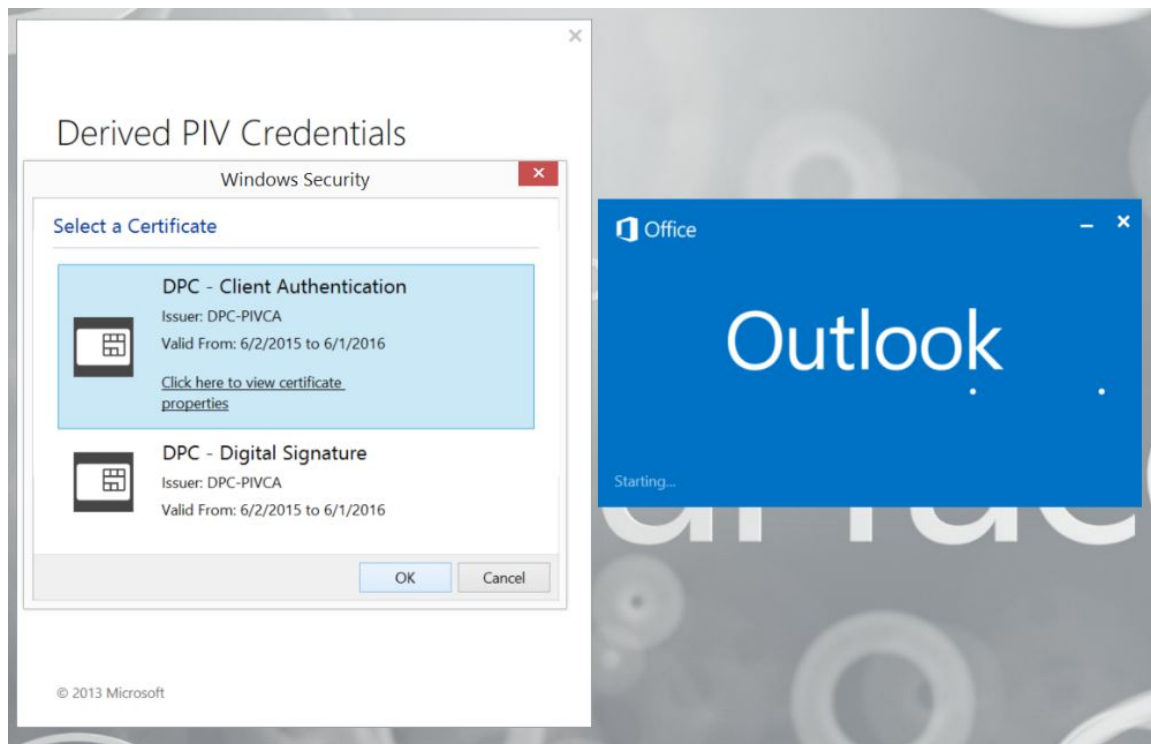 Derived PIV Credentials
Windows Security
Select a Certificate
DPC - Client Authentication
Issuer: DPC-PIVCA
Valid From: 6/2/2015 to 6/1/2016
Click here to view certificate
properties
DPC - Digital Signature
Issuer: DPC-PIVCA
Valid From: 6/2/2015 to 6/1/2016
OK Cancel
© 2013 Microsoft
Office
Outlook
Starting...